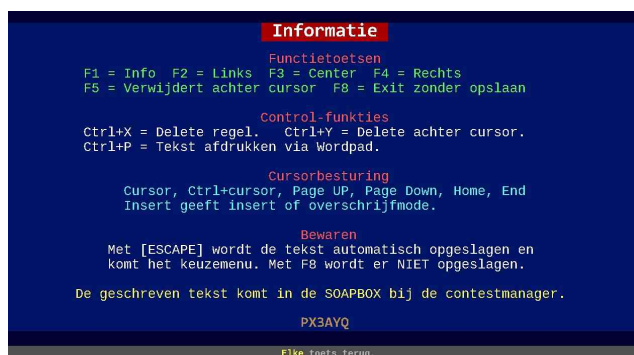 Informatie
Functietoetsen
F1 = Info  F2 = Links  F3 = Center  F4 = Rechts
F5 = Verwijdert achter cursor  F8 = Exit zonder opslaan
Control-funkties
Ctrl+X = Delete regel.   Ctrl+Y = Delete achter cursor.
Ctrl+P = Tekst afdrukken via Wordpad.
Cursorbesturing
Cursor, Ctrl+cursor, Page UP, Page Down, Home, End
Insert geeft insert of overschrijfmode.
Bewaren
Met [ESCAPE] wordt de tekst automatisch opgeslagen en
komt het keuzemenu. Met F8 wordt er NIET opgeslagen.
De geschreven tekst komt in de SOAPBOX bij de contestmanager.
PX3AYQ
Elke toets terug